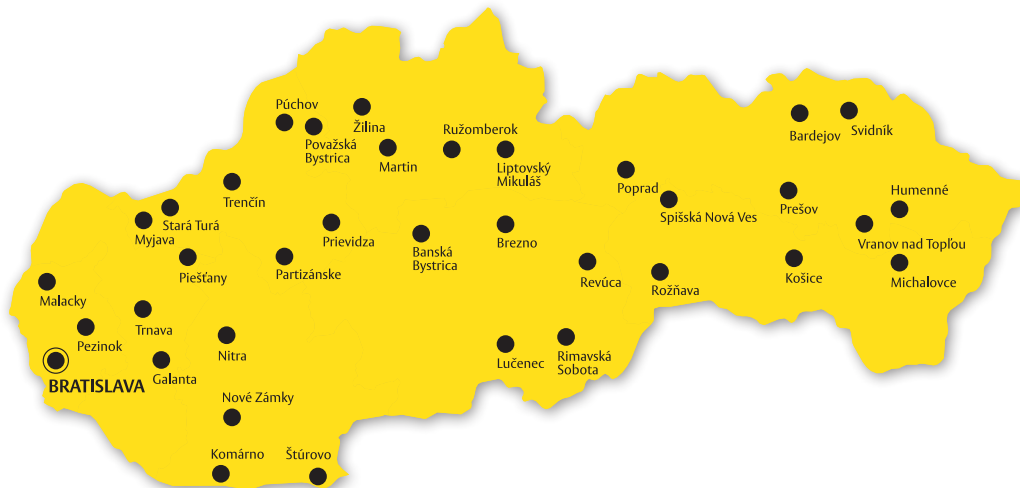 Púchov
Považská
Bystrica
Žilina
Martin
Ružomberok
Liptovský
Mikuláš
Bardejov
Svidník
Poprad
Spišská Nová Ves
Prešov
Humenné
Vranov nad Topľou
Trenčín
Stará Turá
Myjava
Piešťany
Prievidza
Partizánske
Banská
Bystrica
Brezno
Revúca
Rožňava
Košice
Michalovce
Malacky
Pezinok
Trnava
BRATISLAVA
Galanta
Nitra
Lučenec
Rimavská
Sobota
Nové Zámky
Komárno
Štúrovo